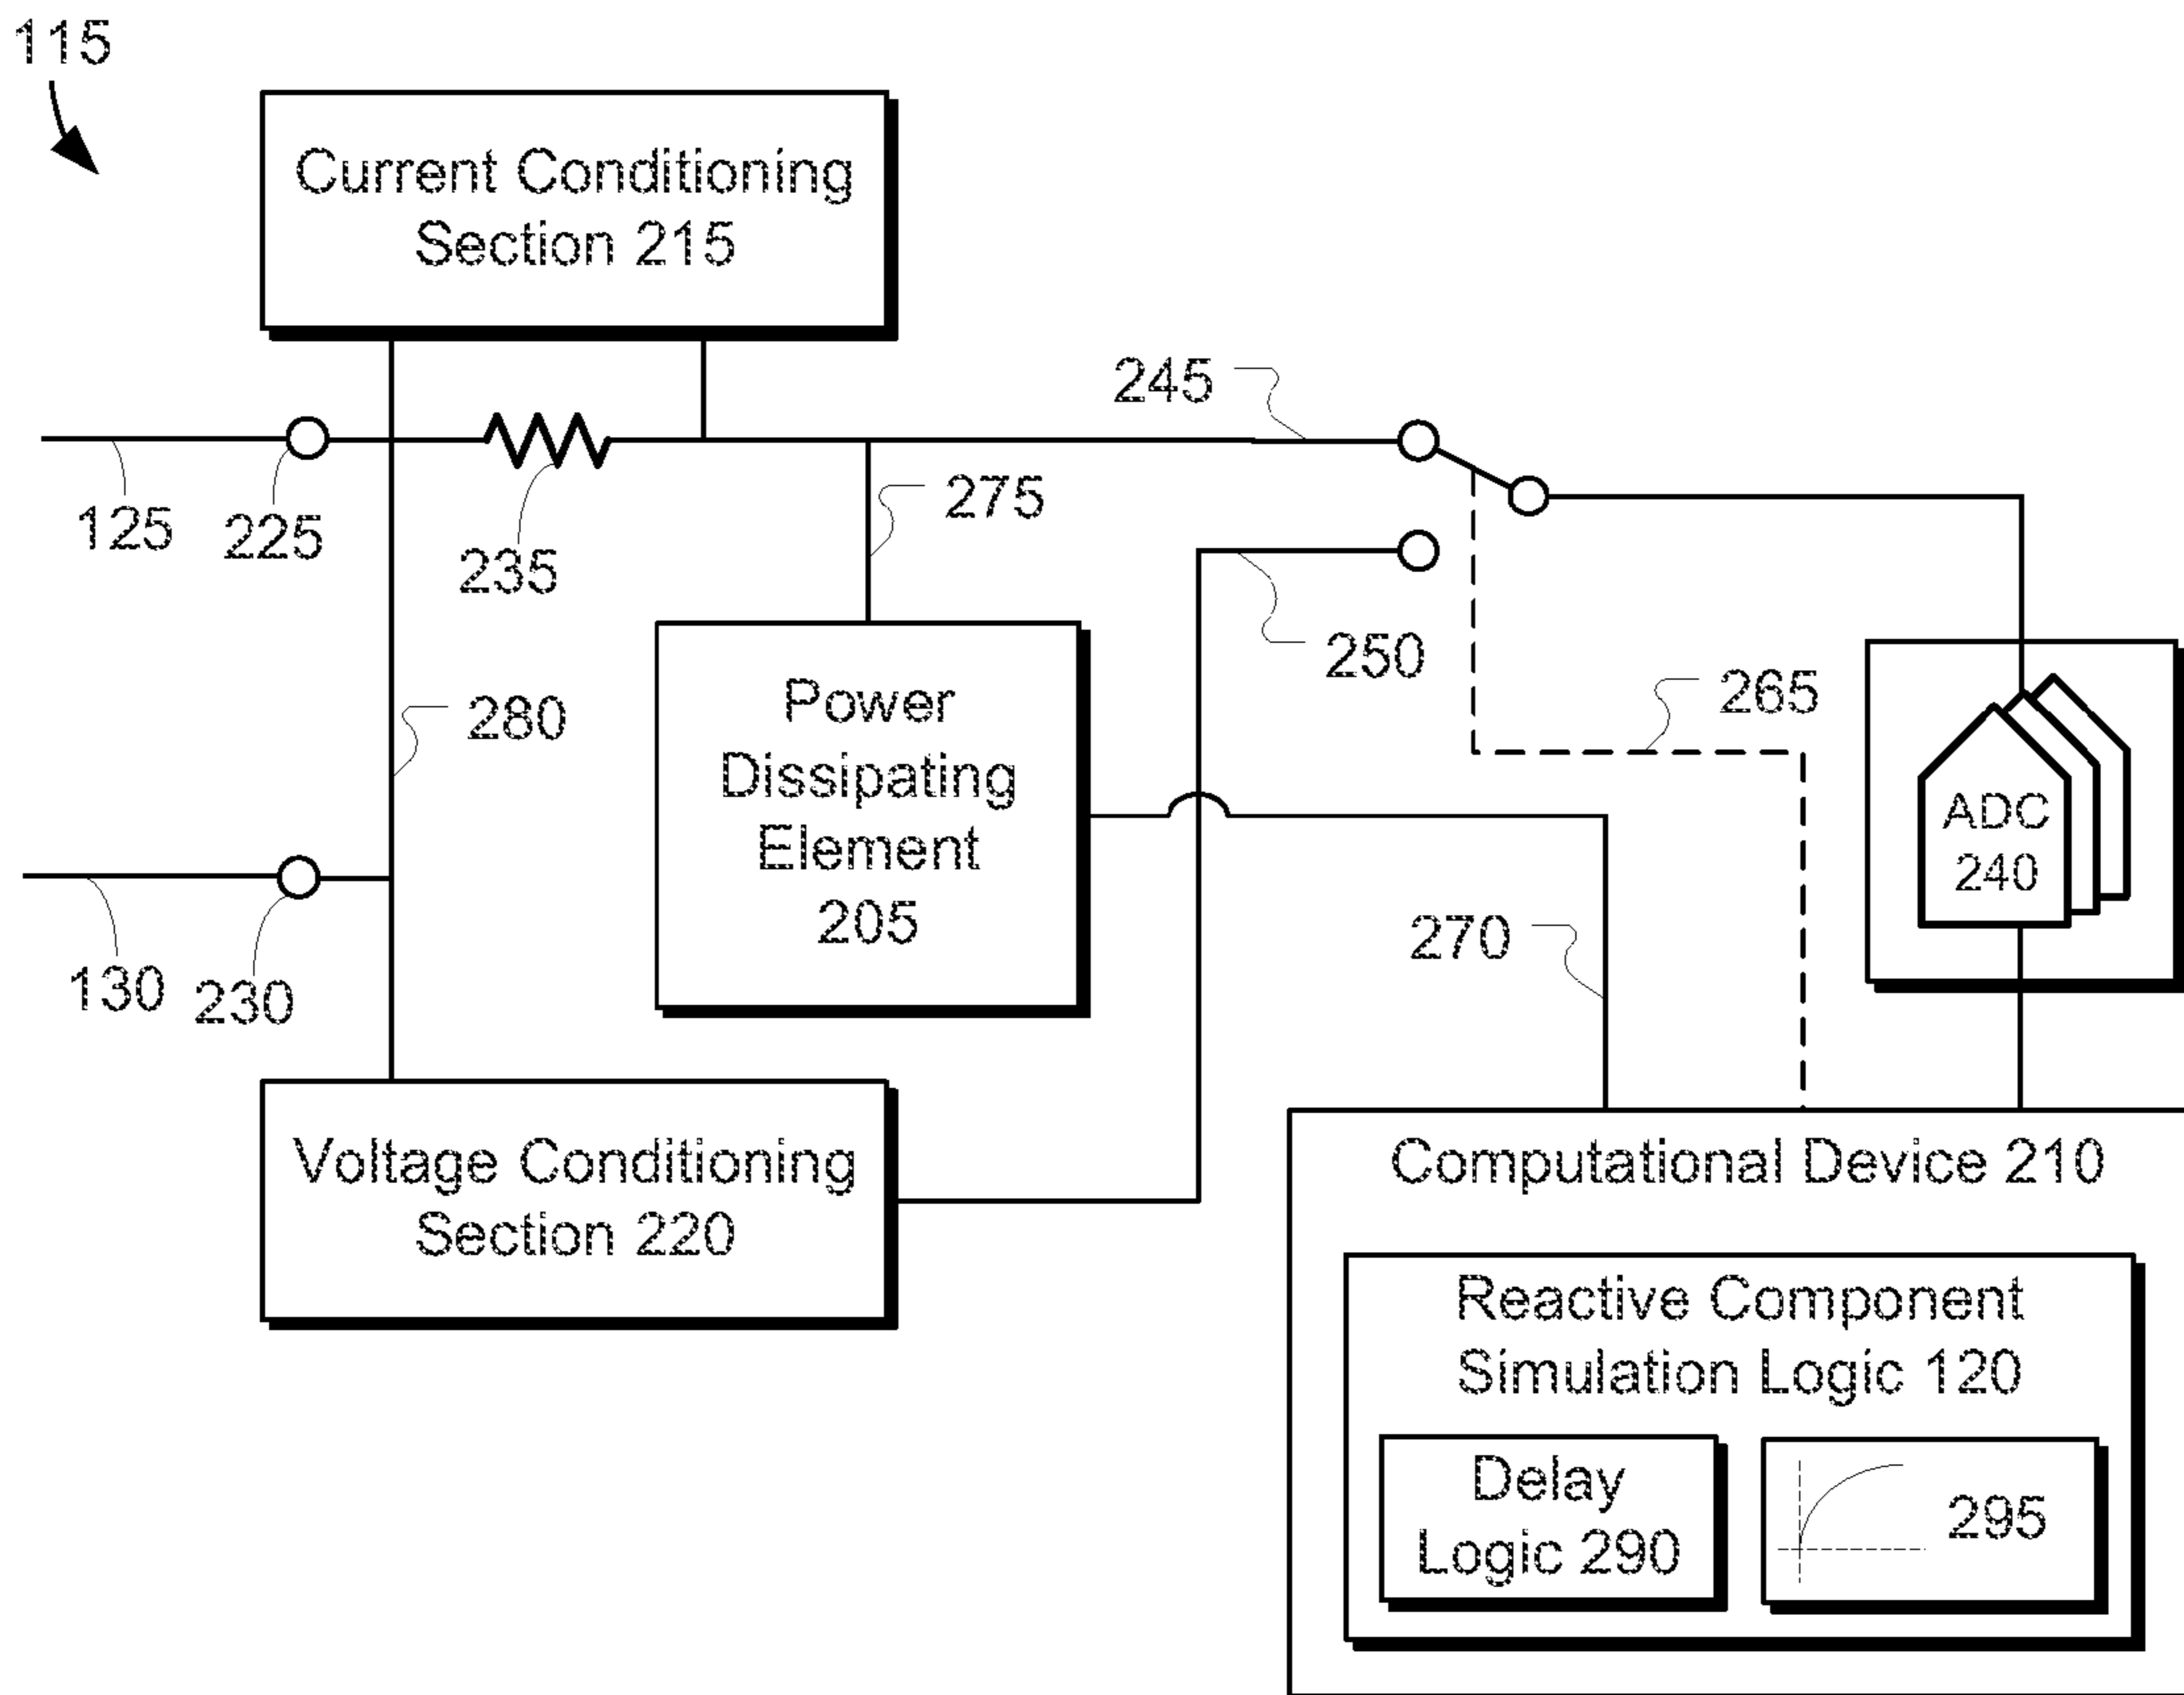 115
Current Conditioning
Section 215
245
125
225
235
275
250
280
265
Power
Dissipating
Element
205
ADC
240
130
230
270
Voltage Conditioning
Section 220
Computational Device 210
Reactive Component
Simulation Logic 120
Delay
Logic 290
295